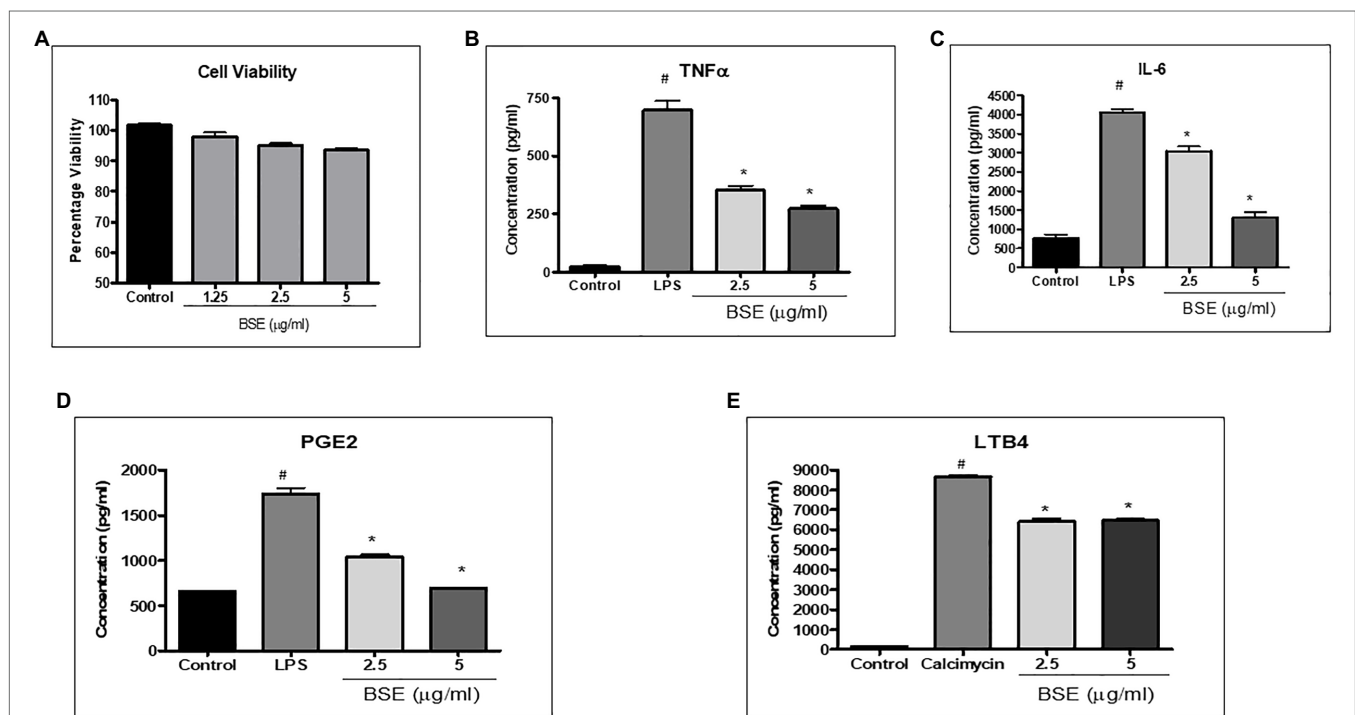 A
Cell Viability
Percentage Viability
110
100
90
80
70
60
50
Control 1.25 2.5 5
BSE (μg/ml)
B
TNFα
Concentration (pg/ml)
750
500
250
0
#
*
*
Control LPS 2.5 5
BSE (μg/ml)
C
IL-6
Concentration (pg/ml)
4500
4000
3500
3000
2500
2000
1500
1000
500
0
#
*
*
Control LPS 2.5 5
BSE (μg/ml)
D
PGE2
Concentration (pg/ml)
2000
1500
1000
500
0
#
*
*
Control LPS 2.5 5
BSE (μg/ml)
E
LTB4
Concentration (pg/ml)
9000
8000
7000
6000
5000
4000
3000
2000
1000
0
#
*
*
Control Calcimycin 2.5 5
BSE (μg/ml)